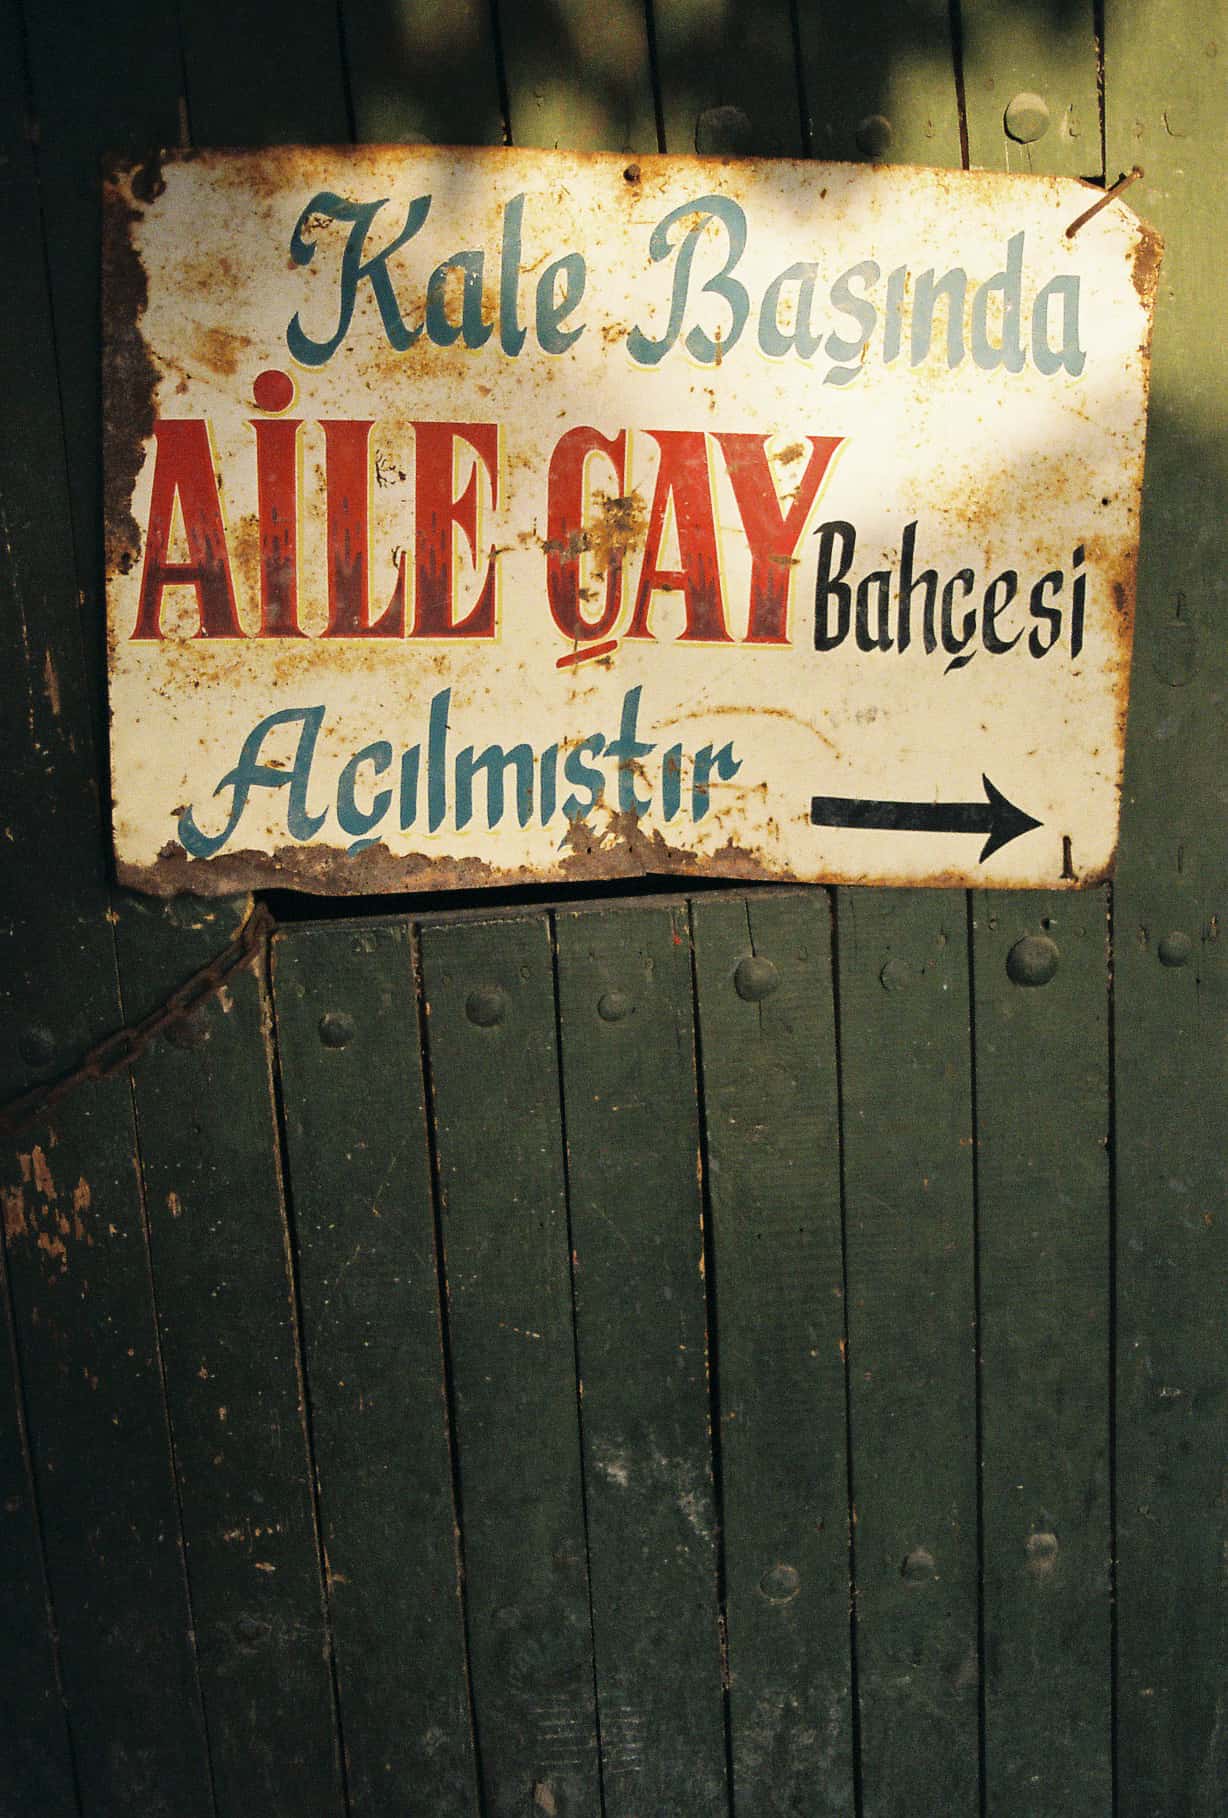 Kale Başında
AİLE ÇAY Bahçesi
Açılmıştır